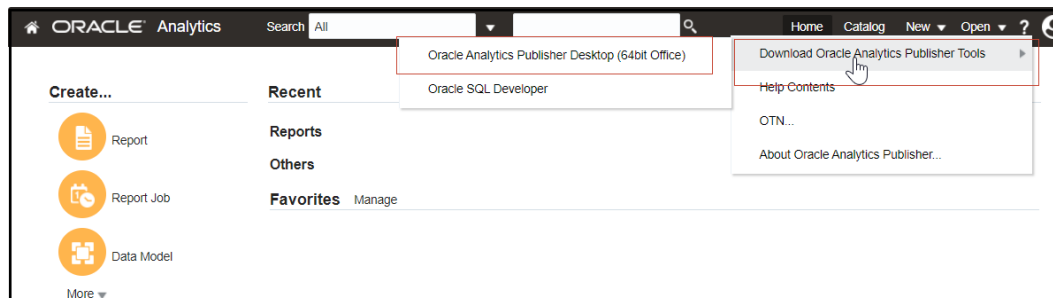 ORACLE Analytics Search All Home Catalog New Open ?
Oracle Analytics Publisher Desktop (64bit Office)
Oracle SQL Developer
Download Oracle Analytics Publisher Tools
Help Contents
OTN...
About Oracle Analytics Publisher...
Create...
Report
Report Job
Data Model
More
Recent
Reports
Others
Favorites Manage